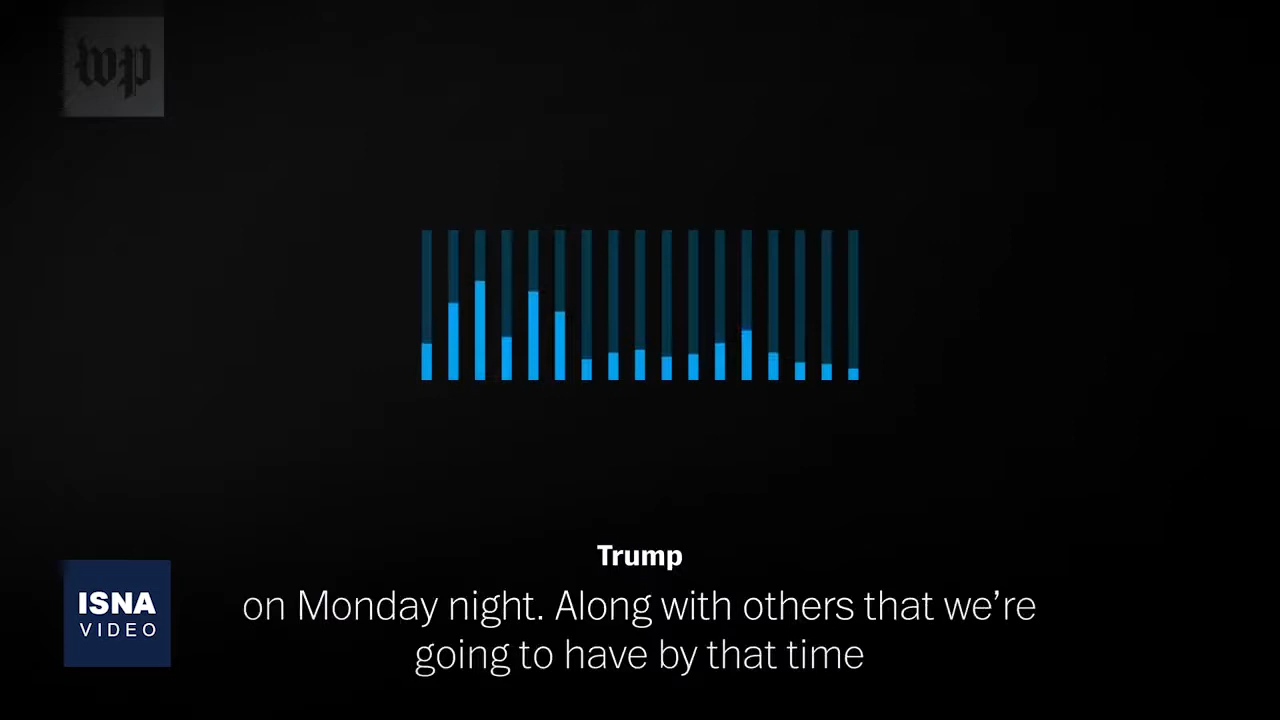 wp
Trump
on Monday night. Along with others that we’re
going to have by that time
ISNA
VIDEO